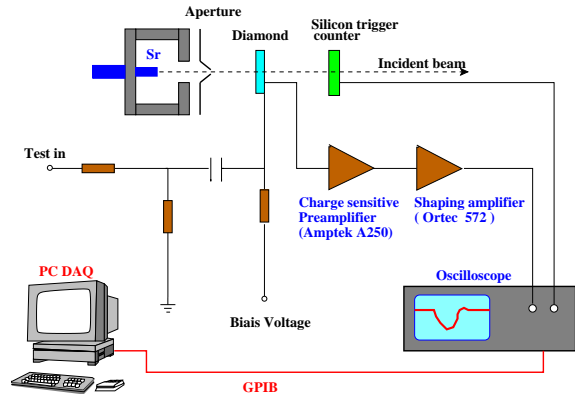 Aperture
Silicon trigger
counter
Diamond
Sr
Incident beam
Test in
Charge sensitive
Preamplifier
(Amptek A250)
Shaping amplifier
( Ortec 572 )
PC DAQ
Oscilloscope
Biais Voltage
GPIB